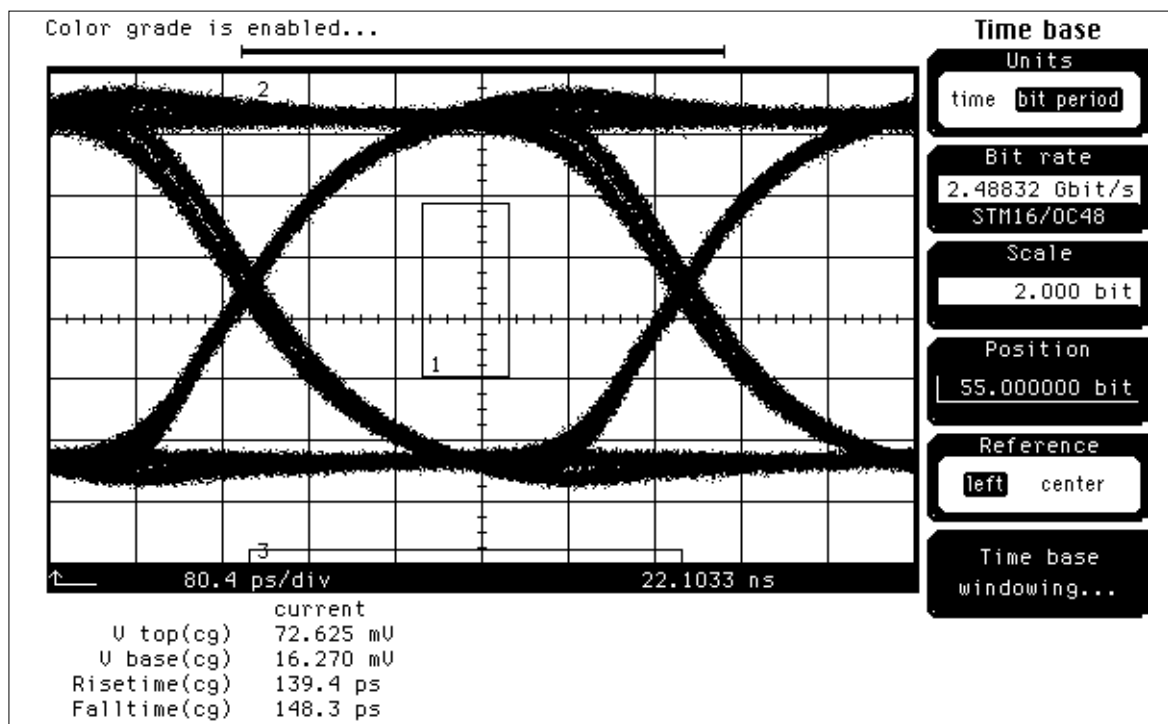 Color grade is enabled...
2
1
3
80.4 ps/div 22.1033 ns
current
V top(cg) 72.625 mV
V base(cg) 16.270 mV
Risetime(cg) 139.4 ps
Falltime(cg) 148.3 ps
Time base
Units
time bit period
Bit rate
2.48832 Gbit/s
STM16/OC48
Scale
2.000 bit
Position
55.000000 bit
Reference
left center
Time base
windowing...